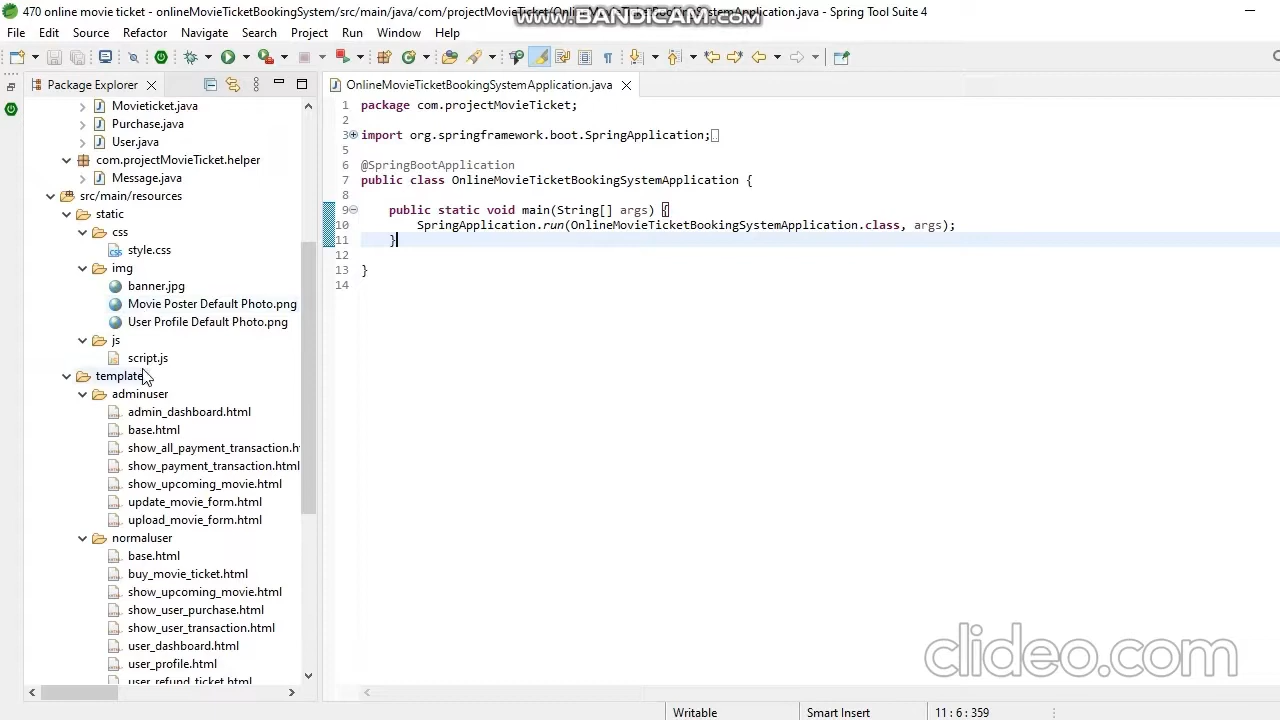 470 online movie ticket - onlineMovieTicketBookingSystem/src/main/java/com/projectMovieTicket/OnlineMovieTicketBookingSystemApplication.java - Spring Tool Suite 4
www.BANDICAM.com
File Edit Source Refactor Navigate Search Project Run Window Help
Package Explorer
OnlineMovieTicketBookingSystemApplication.java
Movieticket.java
Purchase.java
User.java
com.projectMovieTicket.helper
Message.java
src/main/resources
static
css
style.css
img
banner.jpg
Movie Poster Default Photo.png
User Profile Default Photo.png
js
script.js
template
adminuser
admin_dashboard.html
base.html
show_all_payment_transaction.h
show_payment_transaction.html
show_upcoming_movie.html
update_movie_form.html
upload_movie_form.html
normaluser
base.html
buy_movie_ticket.html
show_upcoming_movie.html
show_user_purchase.html
show_user_transaction.html
user_dashboard.html
user_profile.html
user_refund_ticket.html
1 package com.projectMovieTicket;
2
3 import org.springframework.boot.SpringApplication;
5
6 @SpringBootApplication
7 public class OnlineMovieTicketBookingSystemApplication {
8
9 public static void main(String[] args) {
10 SpringApplication.run(OnlineMovieTicketBookingSystemApplication.class, args);
11 }
12
13 }
14
clideo.com
Writable Smart Insert 11 : 6 : 359